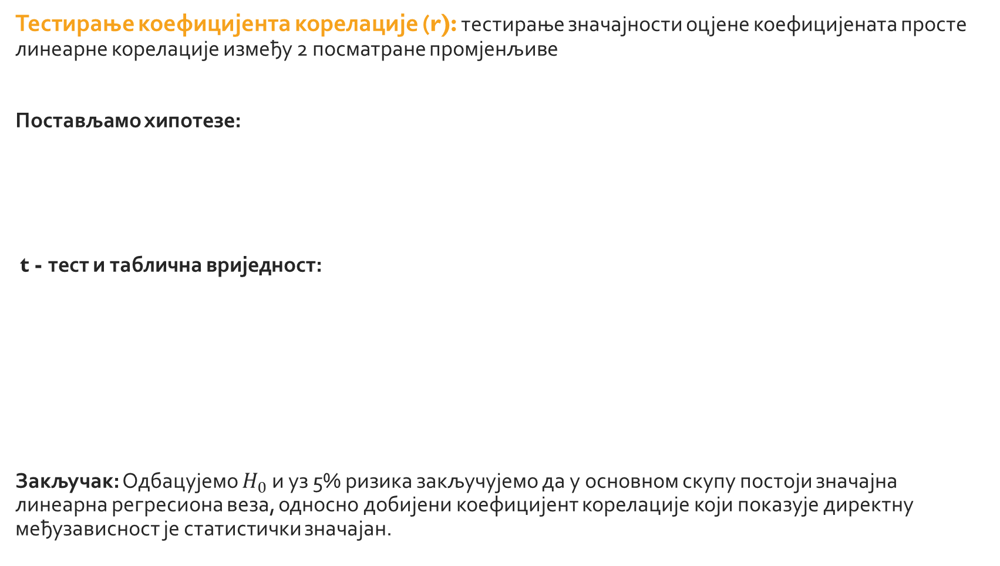 Тестирање коефицијента корелације (r): тестирање значајности оцјене коефицијената просте
линеарне корелације између 2 посматране промјенљиве
Постављамо хипотезе:
t - тест и таблична вриједност:
Закључак: Одбацујемо H₀ и уз 5% ризика закључујемо да у основном скупу постоји значајна
линеарна регресиона веза, односно добијени коефицијент корелације који показује директну
међузависност је статистички значајан.